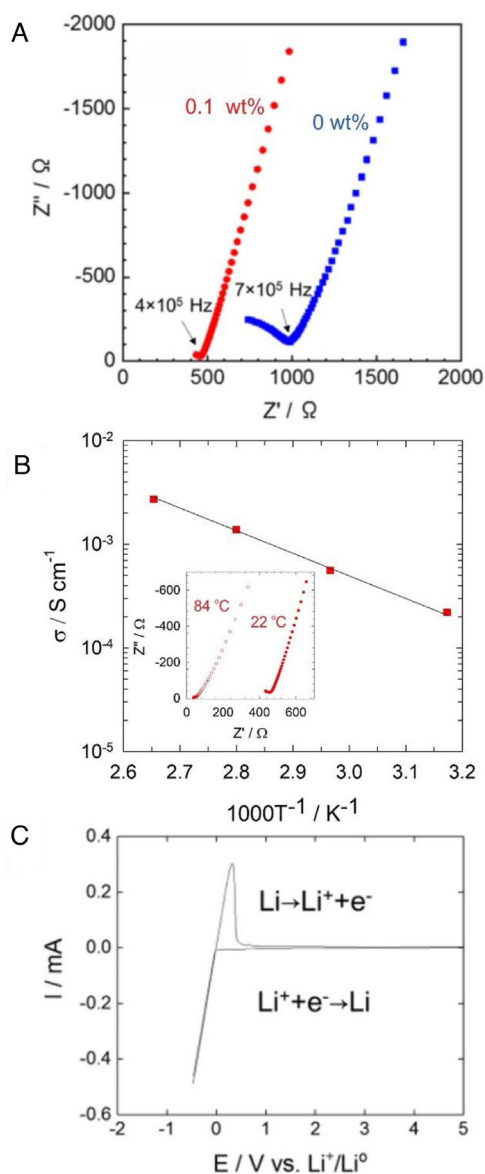 A
-2000
-1500
-1000
-500
0
Z'' / Ω
0.1 wt%
0 wt%
4×10⁵ Hz
7×10⁵ Hz
0 500 1000 1500 2000
Z' / Ω
B
10⁻²
10⁻³
10⁻⁴
10⁻⁵
σ / S cm⁻¹
-600
-400
-200
0
Z'' / Ω
84 °C
22 °C
0 200 400 600
Z' / Ω
2.6 2.7 2.8 2.9 3.0 3.1 3.2
1000T⁻¹ / K⁻¹
C
0.4
0.2
0.0
-0.2
-0.4
-0.6
I / mA
Li→Li⁺+e⁻
Li⁺+e⁻→Li
-2 -1 0 1 2 3 4 5
E / V vs. Li⁺/Li⁰